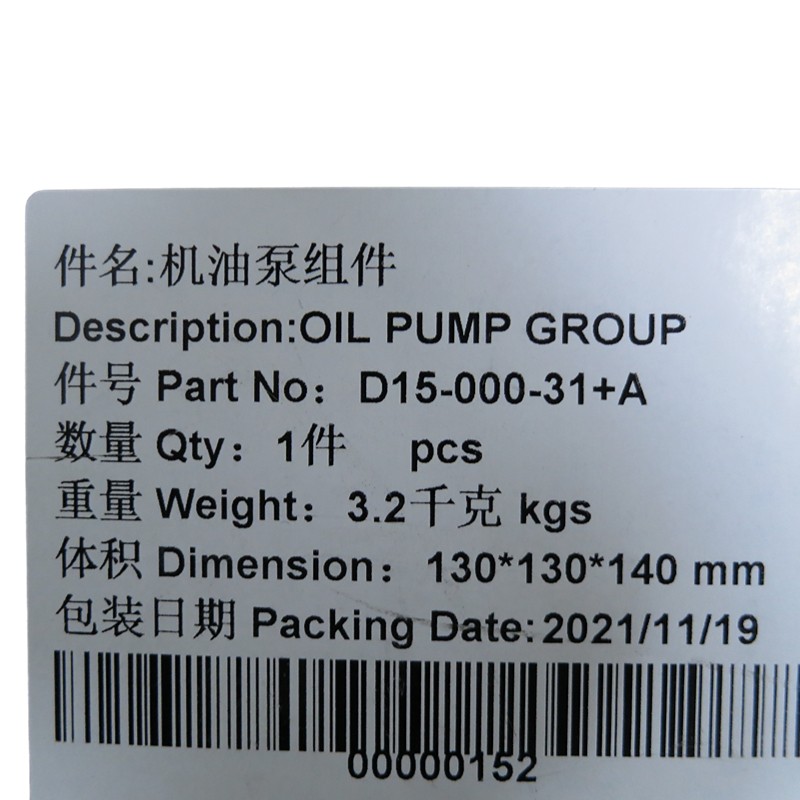 件名:机油泵组件
Description:OIL PUMP GROUP
件号 Part No： D15-000-31+A
数量 Qty：1件 pcs
重量 Weight：3.2千克 kgs
体积 Dimension：130*130*140 mm
包装日期 Packing Date:2021/11/19
00000152